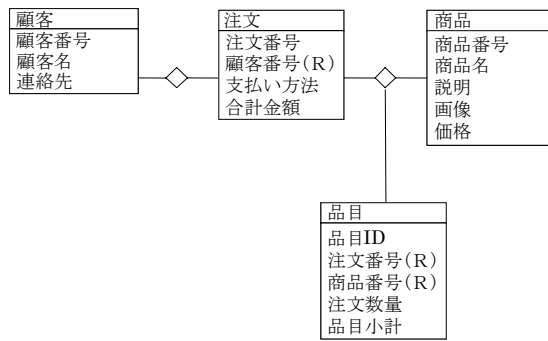 顧客
顧客番号
顧客名
連絡先
注文
注文番号
顧客番号(R)
支払い方法
合計金額
商品
商品番号
商品名
説明
画像
価格
品目
品目ID
注文番号(R)
商品番号(R)
注文数量
品目小計